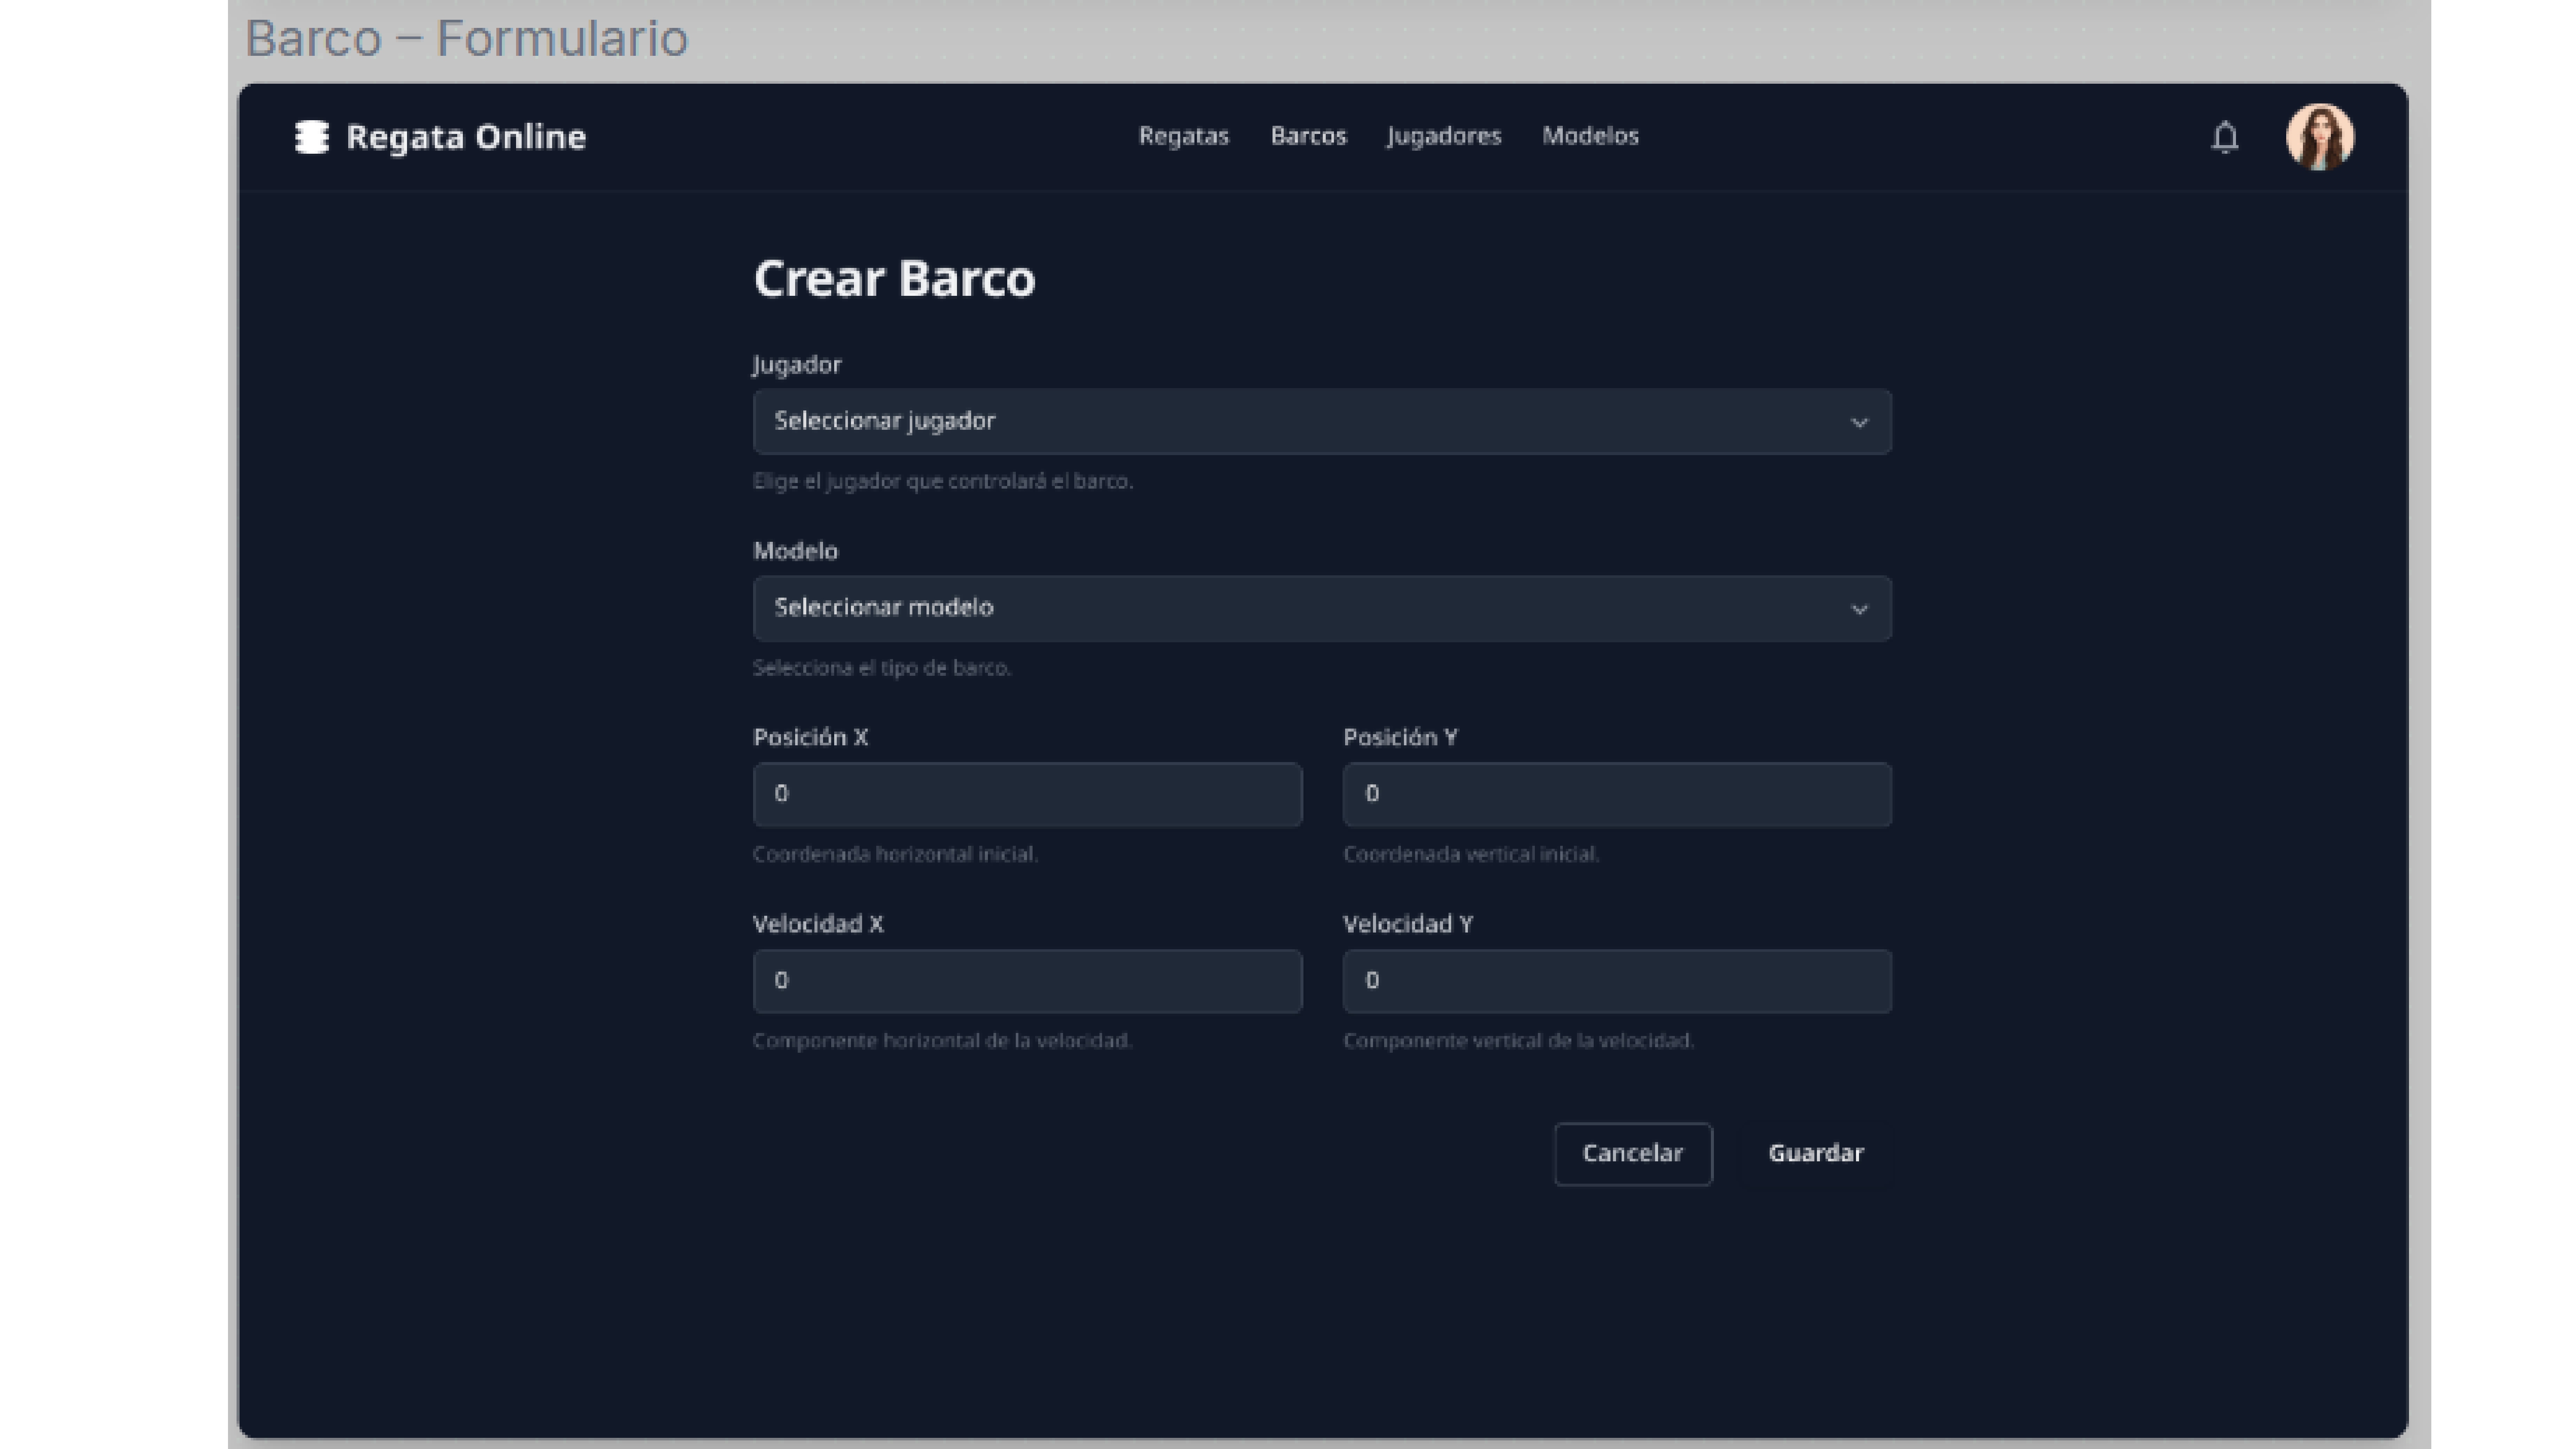 Barco – Formulario
Regata Online
Regatas Barcos Jugadores Modelos
Crear Barco
Jugador
Seleccionar jugador
Elige el jugador que controlará el barco.
Modelo
Seleccionar modelo
Selecciona el tipo de barco.
Posición X Posición Y
0 0
Coordenada horizontal inicial. Coordenada vertical inicial.
Velocidad X Velocidad Y
0 0
Componente horizontal de la velocidad. Componente vertical de la velocidad.
Cancelar Guardar